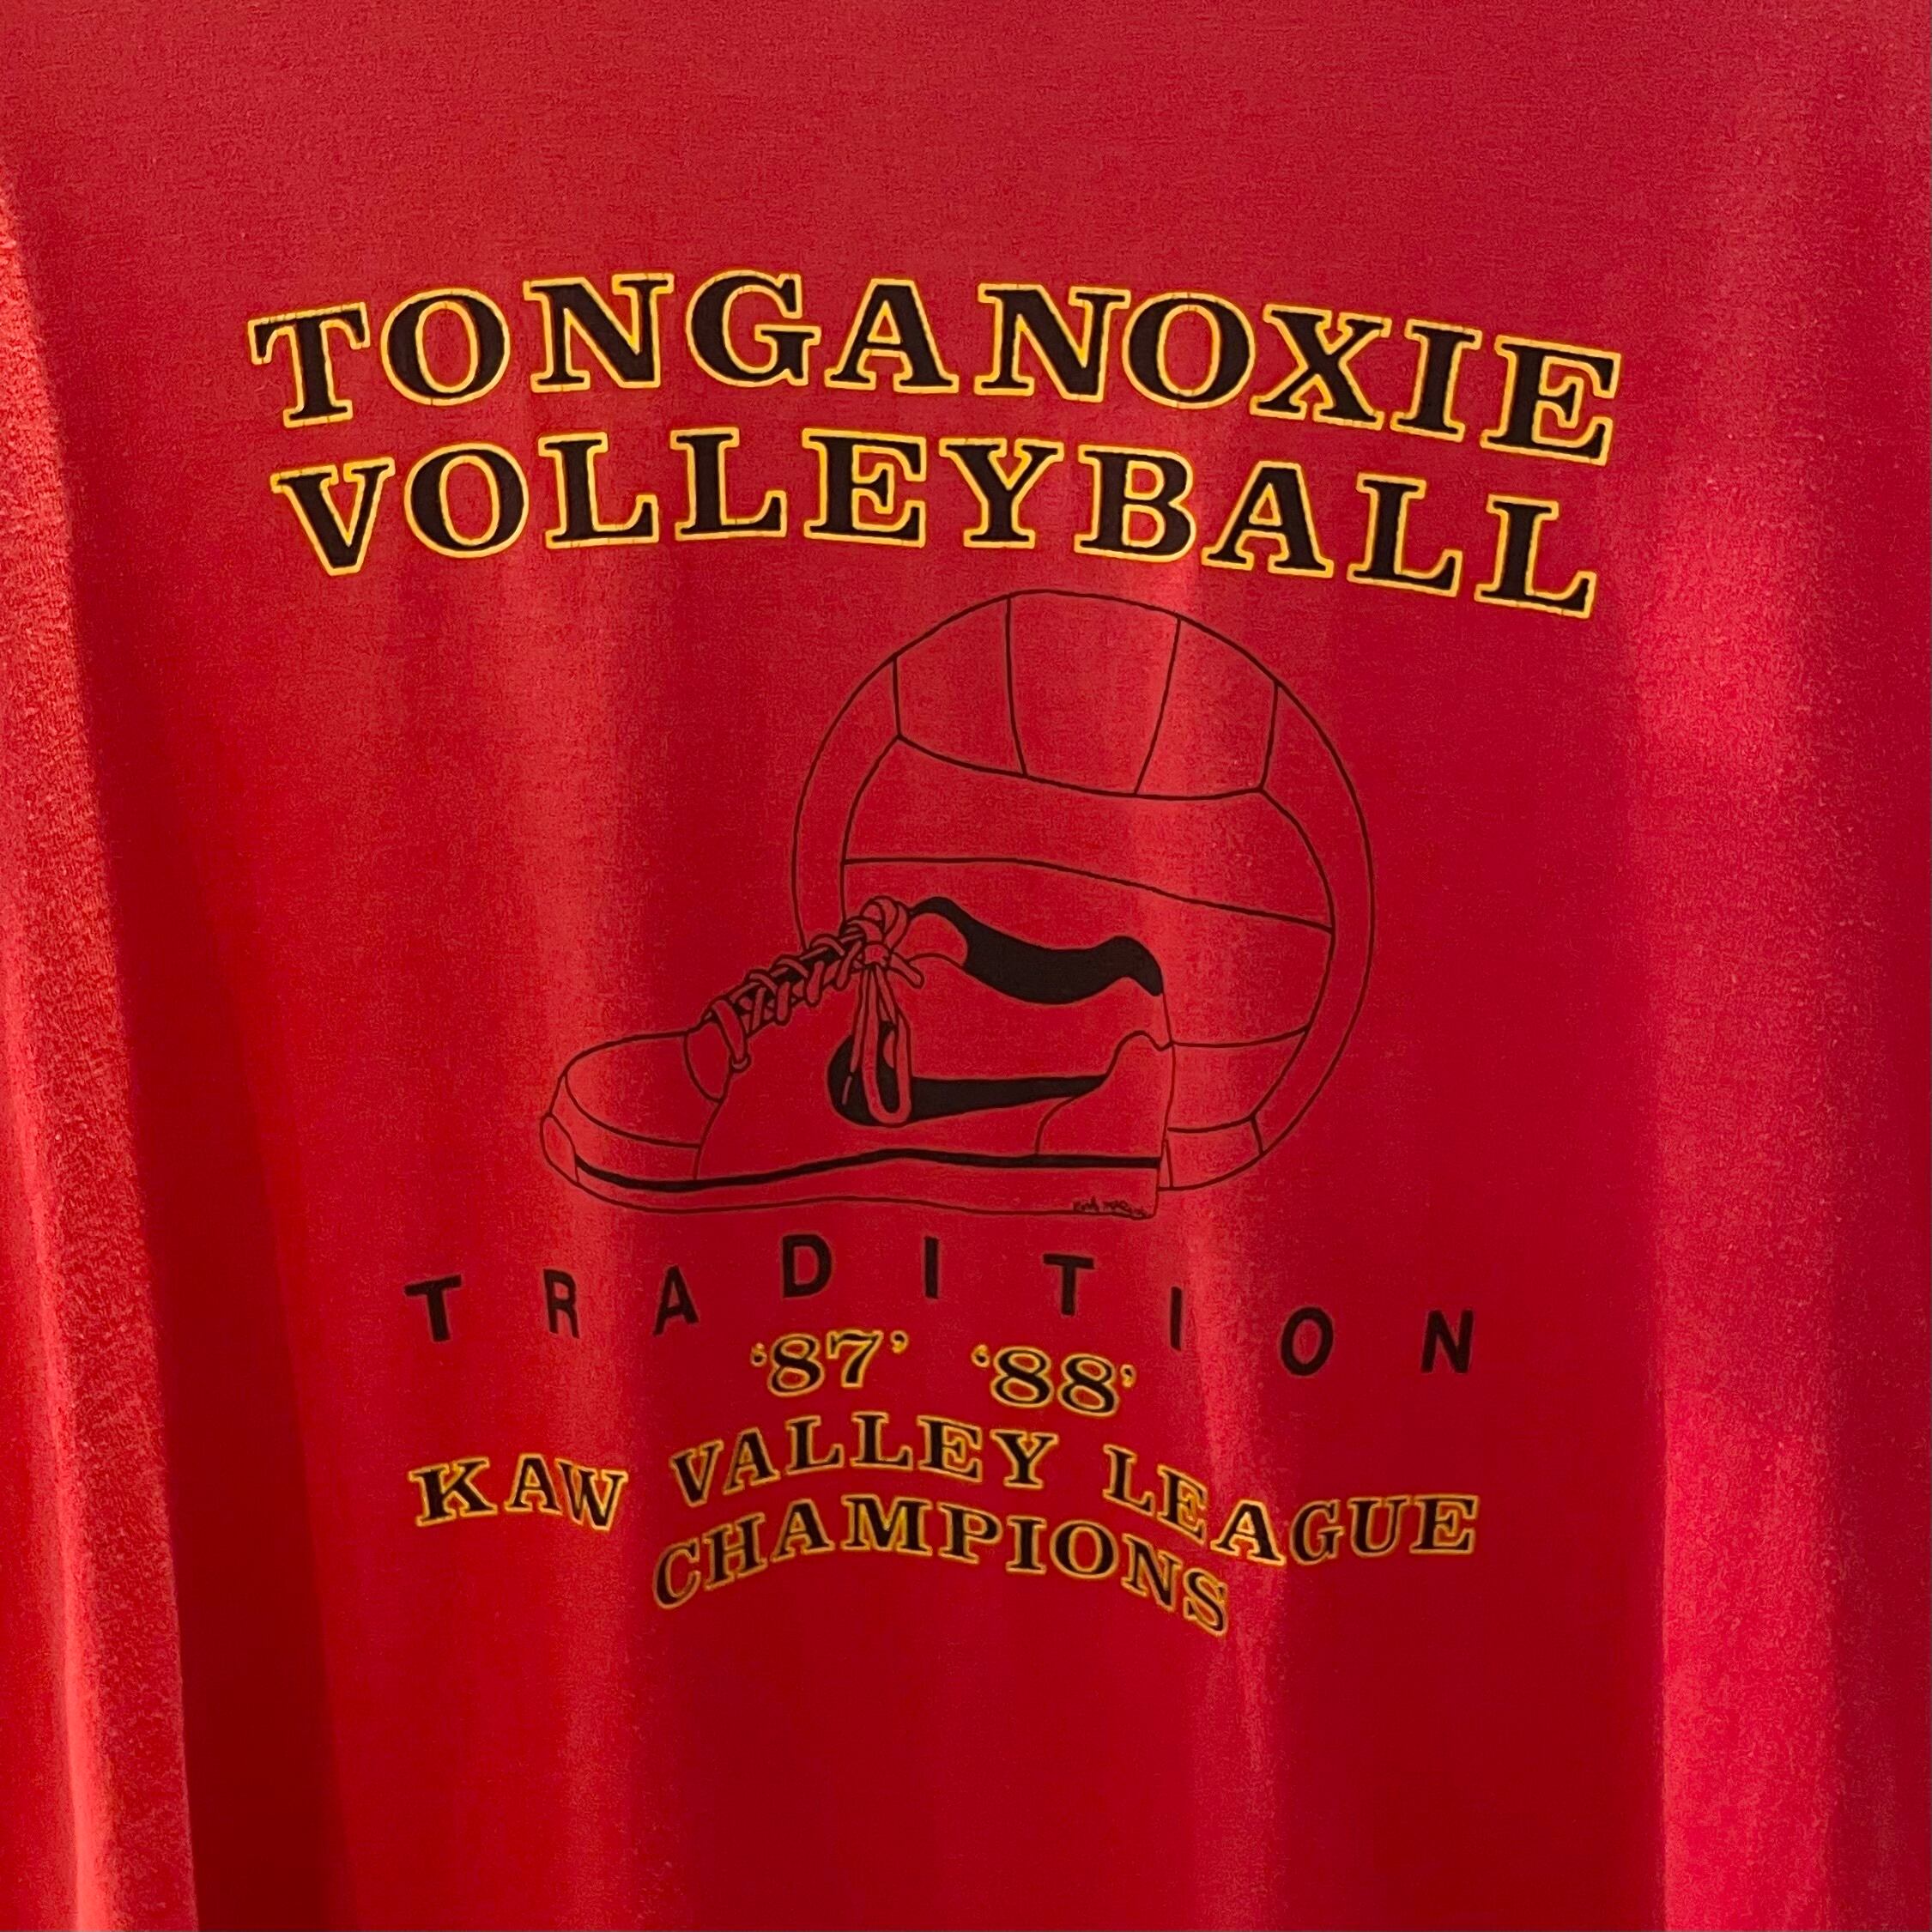 TONGANOXIE
VOLLEYBALL
TRADITION
‘87’ ‘88’
KAW VALLEY LEAGUE
CHAMPIONS